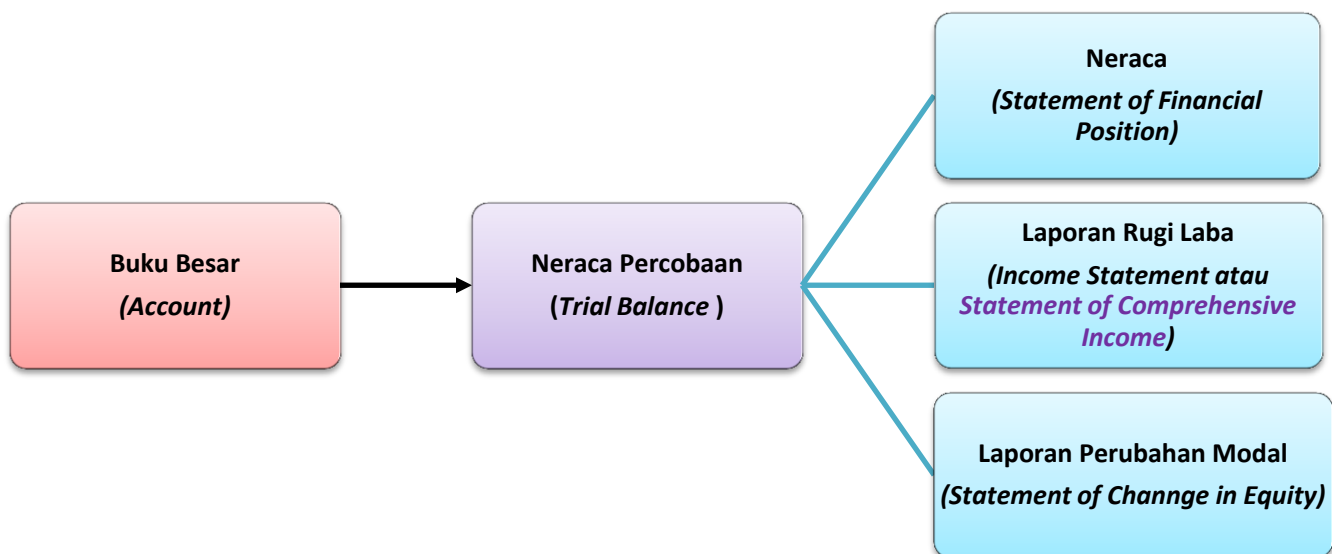 Buku Besar
(Account)
Neraca Percobaan
(Trial Balance )
Neraca
(Statement of Financial
Position)
Laporan Rugi Laba
(Income Statement atau
Statement of Comprehensive
Income)
Laporan Perubahan Modal
(Statement of Channge in Equity)